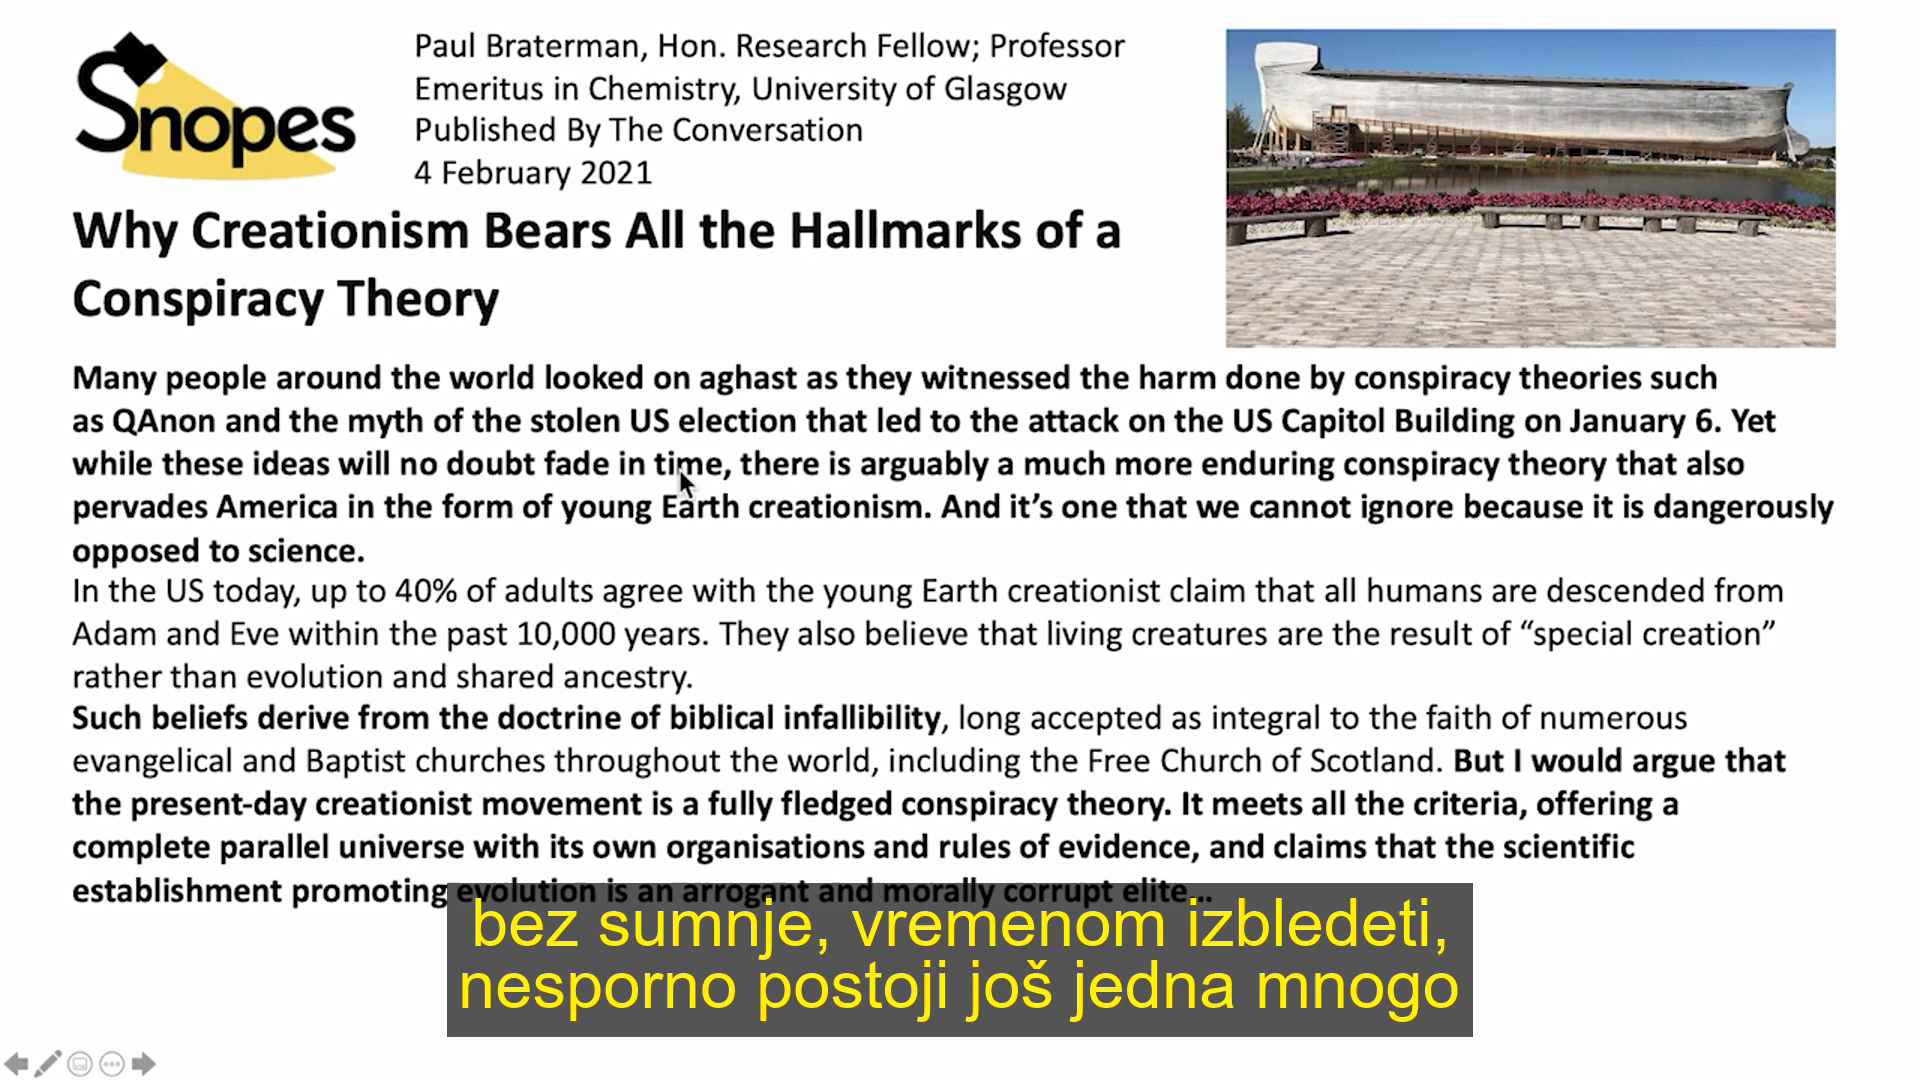 Snopes
Paul Braterman, Hon. Research Fellow; Professor
Emeritus in Chemistry, University of Glasgow
Published By The Conversation
4 February 2021
Why Creationism Bears All the Hallmarks of a
Conspiracy Theory
Many people around the world looked on aghast as they witnessed the harm done by conspiracy theories such
as QAnon and the myth of the stolen US election that led to the attack on the US Capitol Building on January 6. Yet
while these ideas will no doubt fade in time, there is arguably a much more enduring conspiracy theory that also
pervades America in the form of young Earth creationism. And it’s one that we cannot ignore because it is dangerously
opposed to science.
In the US today, up to 40% of adults agree with the young Earth creationist claim that all humans are descended from
Adam and Eve within the past 10,000 years. They also believe that living creatures are the result of “special creation”
rather than evolution and shared ancestry.
Such beliefs derive from the doctrine of biblical infallibility, long accepted as integral to the faith of numerous
evangelical and Baptist churches throughout the world, including the Free Church of Scotland. But I would argue that
the present-day creationist movement is a fully fledged conspiracy theory. It meets all the criteria, offering a
complete parallel universe with its own organisations and rules of evidence, and claims that the scientific
establishment promoting evolution is an arrogant and morally corrupt elite…
bez sumnje, vremenom izbledeti,
nesporno postoji još jedna mnogo